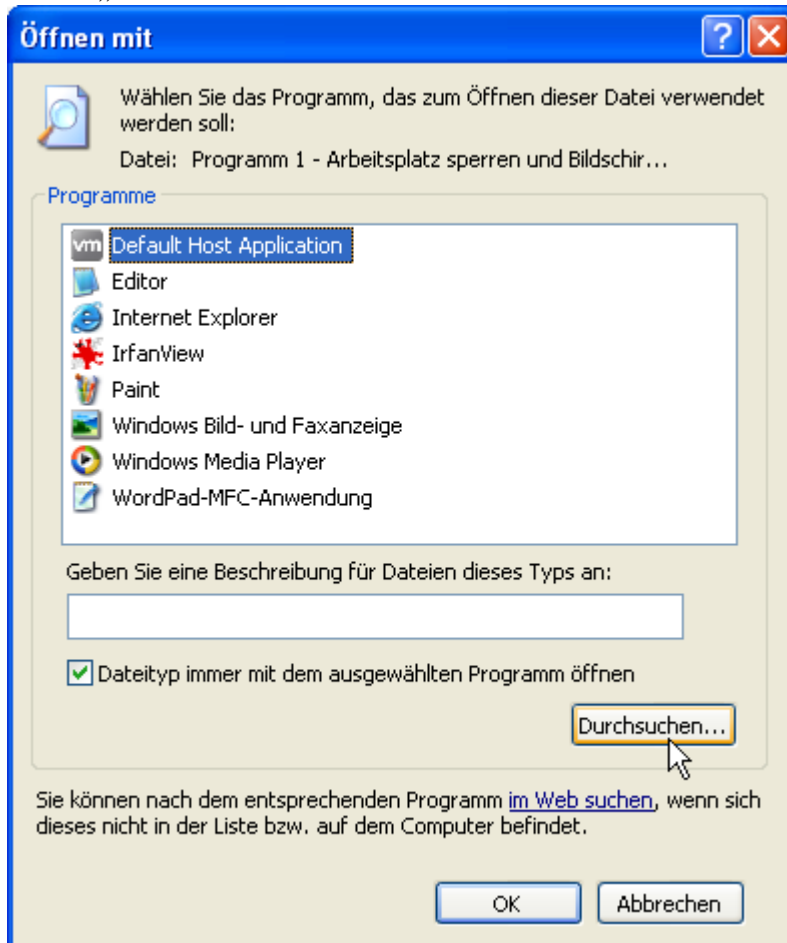 Öffnen mit
Wählen Sie das Programm, das zum Öffnen dieser Datei verwendet
werden soll:
Datei: Programm 1 - Arbeitsplatz sperren und Bildschir...
Programme
vm Default Host Application
Editor
Internet Explorer
IrfanView
Paint
Windows Bild- und Faxanzeige
Windows Media Player
WordPad-MFC-Anwendung
Geben Sie eine Beschreibung für Dateien dieses Typs an:
Dateityp immer mit dem ausgewählten Programm öffnen
Durchsuchen...
Sie können nach dem entsprechenden Programm im Web suchen, wenn sich
dieses nicht in der Liste bzw. auf dem Computer befindet.
OK
Abbrechen